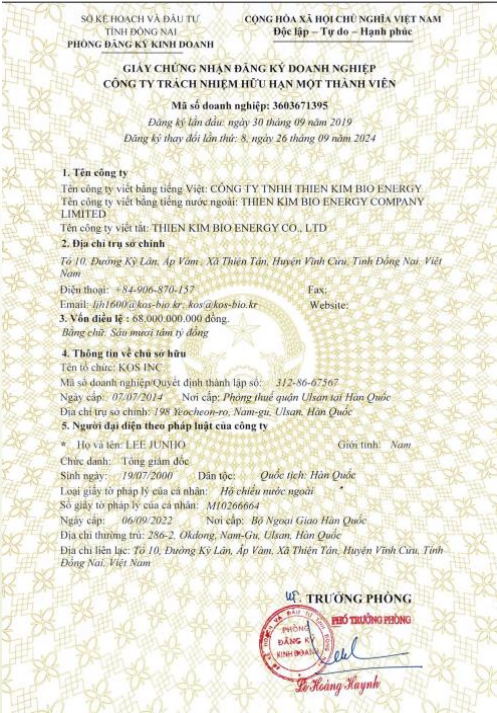 SỞ KẾ HOẠCH VÀ ĐẦU TƯ
TỈNH ĐỒNG NAI
PHÒNG ĐĂNG KÝ KINH DOANH
CỘNG HÒA XÃ HỘI CHỦ NGHĨA VIỆT NAM
Độc lập – Tự do – Hạnh phúc
GIẤY CHỨNG NHẬN ĐĂNG KÝ DOANH NGHIỆP
CÔNG TY TRÁCH NHIỆM HỮU HẠN MỘT THÀNH VIÊN
Mã số doanh nghiệp: 3603671395
Đăng ký lần đầu: ngày 30 tháng 09 năm 2019
Đăng ký thay đổi lần thứ: 8, ngày 26 tháng 09 năm 2024
1. Tên công ty
Tên công ty viết bằng tiếng Việt: CÔNG TY TNHH THIEN KIM BIO ENERGY
Tên công ty viết bằng tiếng nước ngoài: THIEN KIM BIO ENERGY COMPANY
LIMITED
Tên công ty viết tắt: THIEN KIM BIO ENERGY CO., LTD
2. Địa chỉ trụ sở chính
Tổ 10, Đường Kỳ Lân, Ấp Vàm , Xã Thiện Tân, Huyện Vĩnh Cửu, Tỉnh Đồng Nai, Việt
Nam
Điện thoại: +84-906-870-157 Fax:
Email: ljh1600@kos-bio.kr; kos@kos-bio.kr Website:
3. Vốn điều lệ : 68.000.000.000 đồng.
Bằng chữ: Sáu mươi tám tỷ đồng
4. Thông tin về chủ sở hữu
Tên tổ chức: KOS INC
Mã số doanh nghiệp/Quyết định thành lập số: 312-86-67567
Ngày cấp: 07/07/2014 Nơi cấp: Phòng thuế quận Ulsan tại Hàn Quốc
Địa chỉ trụ sở chính: 198 Yeocheon-ro, Nam-gu, Ulsan, Hàn Quốc
5. Người đại diện theo pháp luật của công ty
* Họ và tên: LEE JUNHO Giới tính: Nam
Chức danh: Tổng giám đốc
Sinh ngày: 19/07/2000 Dân tộc: Quốc tịch: Hàn Quốc
Loại giấy tờ pháp lý của cá nhân: Hộ chiếu nước ngoài
Số giấy tờ pháp lý của cá nhân: M10266664
Ngày cấp: 06/09/2022 Nơi cấp: Bộ Ngoại Giao Hàn Quốc
Địa chỉ thường trú: 286-2, Okdong, Nam-Gu, Ulsan, Hàn Quốc
Địa chỉ liên lạc: Tổ 10, Đường Kỳ Lân, Ấp Vàm, Xã Thiện Tân, Huyện Vĩnh Cửu, Tỉnh
Đồng Nai, Việt Nam
TRƯỞNG PHÒNG
PHÓ TRƯỞNG PHÒNG
PHÒNG
ĐĂNG KÝ
KINH DOANH
Lê Hoàng Huynh